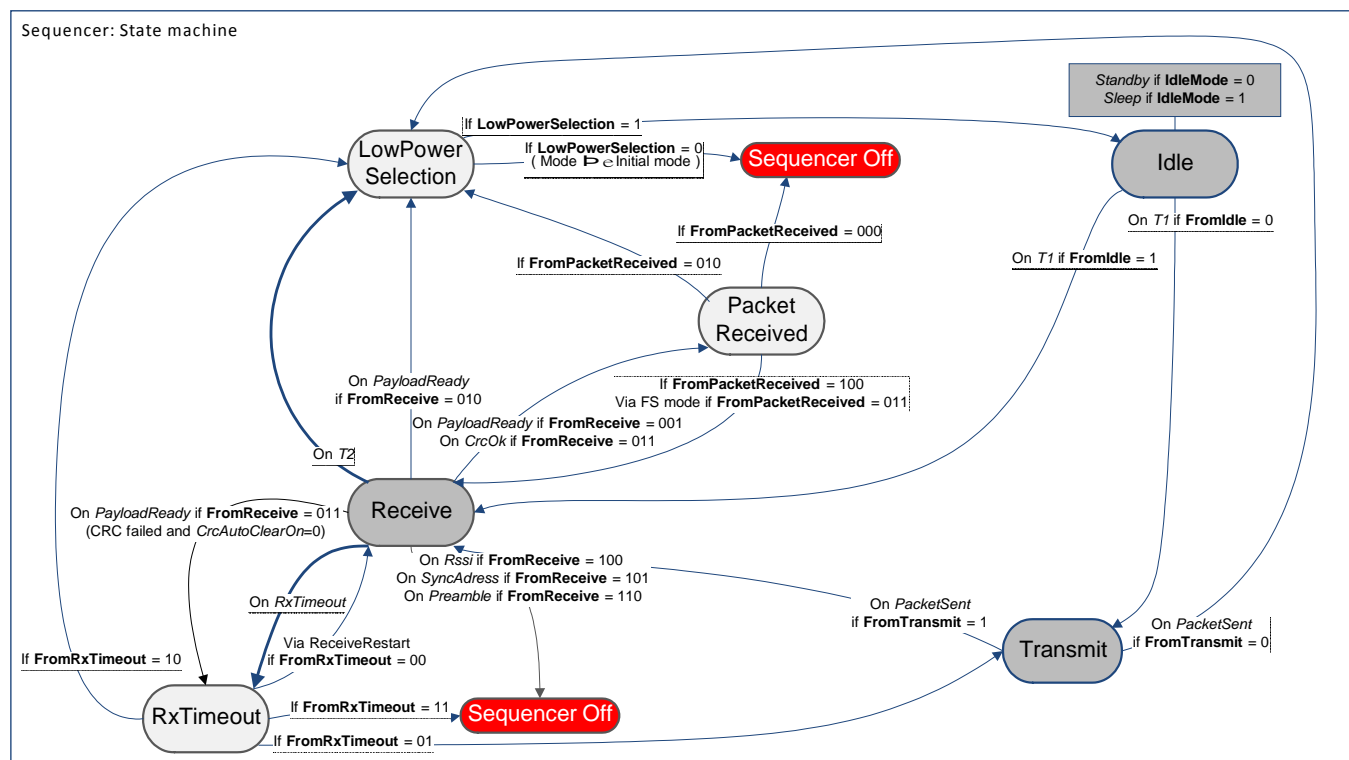 Sequencer: State machine
Standby if IdleMode = 0
Sleep if IdleMode = 1
If LowPowerSelection = 1
LowPower
Selection
If LowPowerSelection = 0
( Mode Þ Initial mode )
Sequencer Off
Idle
On T1 if FromIdle = 0
If FromPacketReceived = 000
On T1 if FromIdle = 1
If FromPacketReceived = 010
Packet
Received
On PayloadReady
if FromReceive = 010
If FromPacketReceived = 100
Via FS mode if FromPacketReceived = 011
On PayloadReady if FromReceive = 001
On CrcOk if FromReceive = 011
On T2
Receive
On PayloadReady if FromReceive = 011
(CRC failed and CrcAutoClearOn=0)
On Rssi if FromReceive = 100
On SyncAdress if FromReceive = 101
On Preamble if FromReceive = 110
On RxTimeout
On PacketSent
if FromTransmit = 1
On PacketSent
if FromTransmit = 0
Transmit
Via ReceiveRestart
if FromRxTimeout = 00
If FromRxTimeout = 10
RxTimeout
If FromRxTimeout = 11
Sequencer Off
If FromRxTimeout = 01